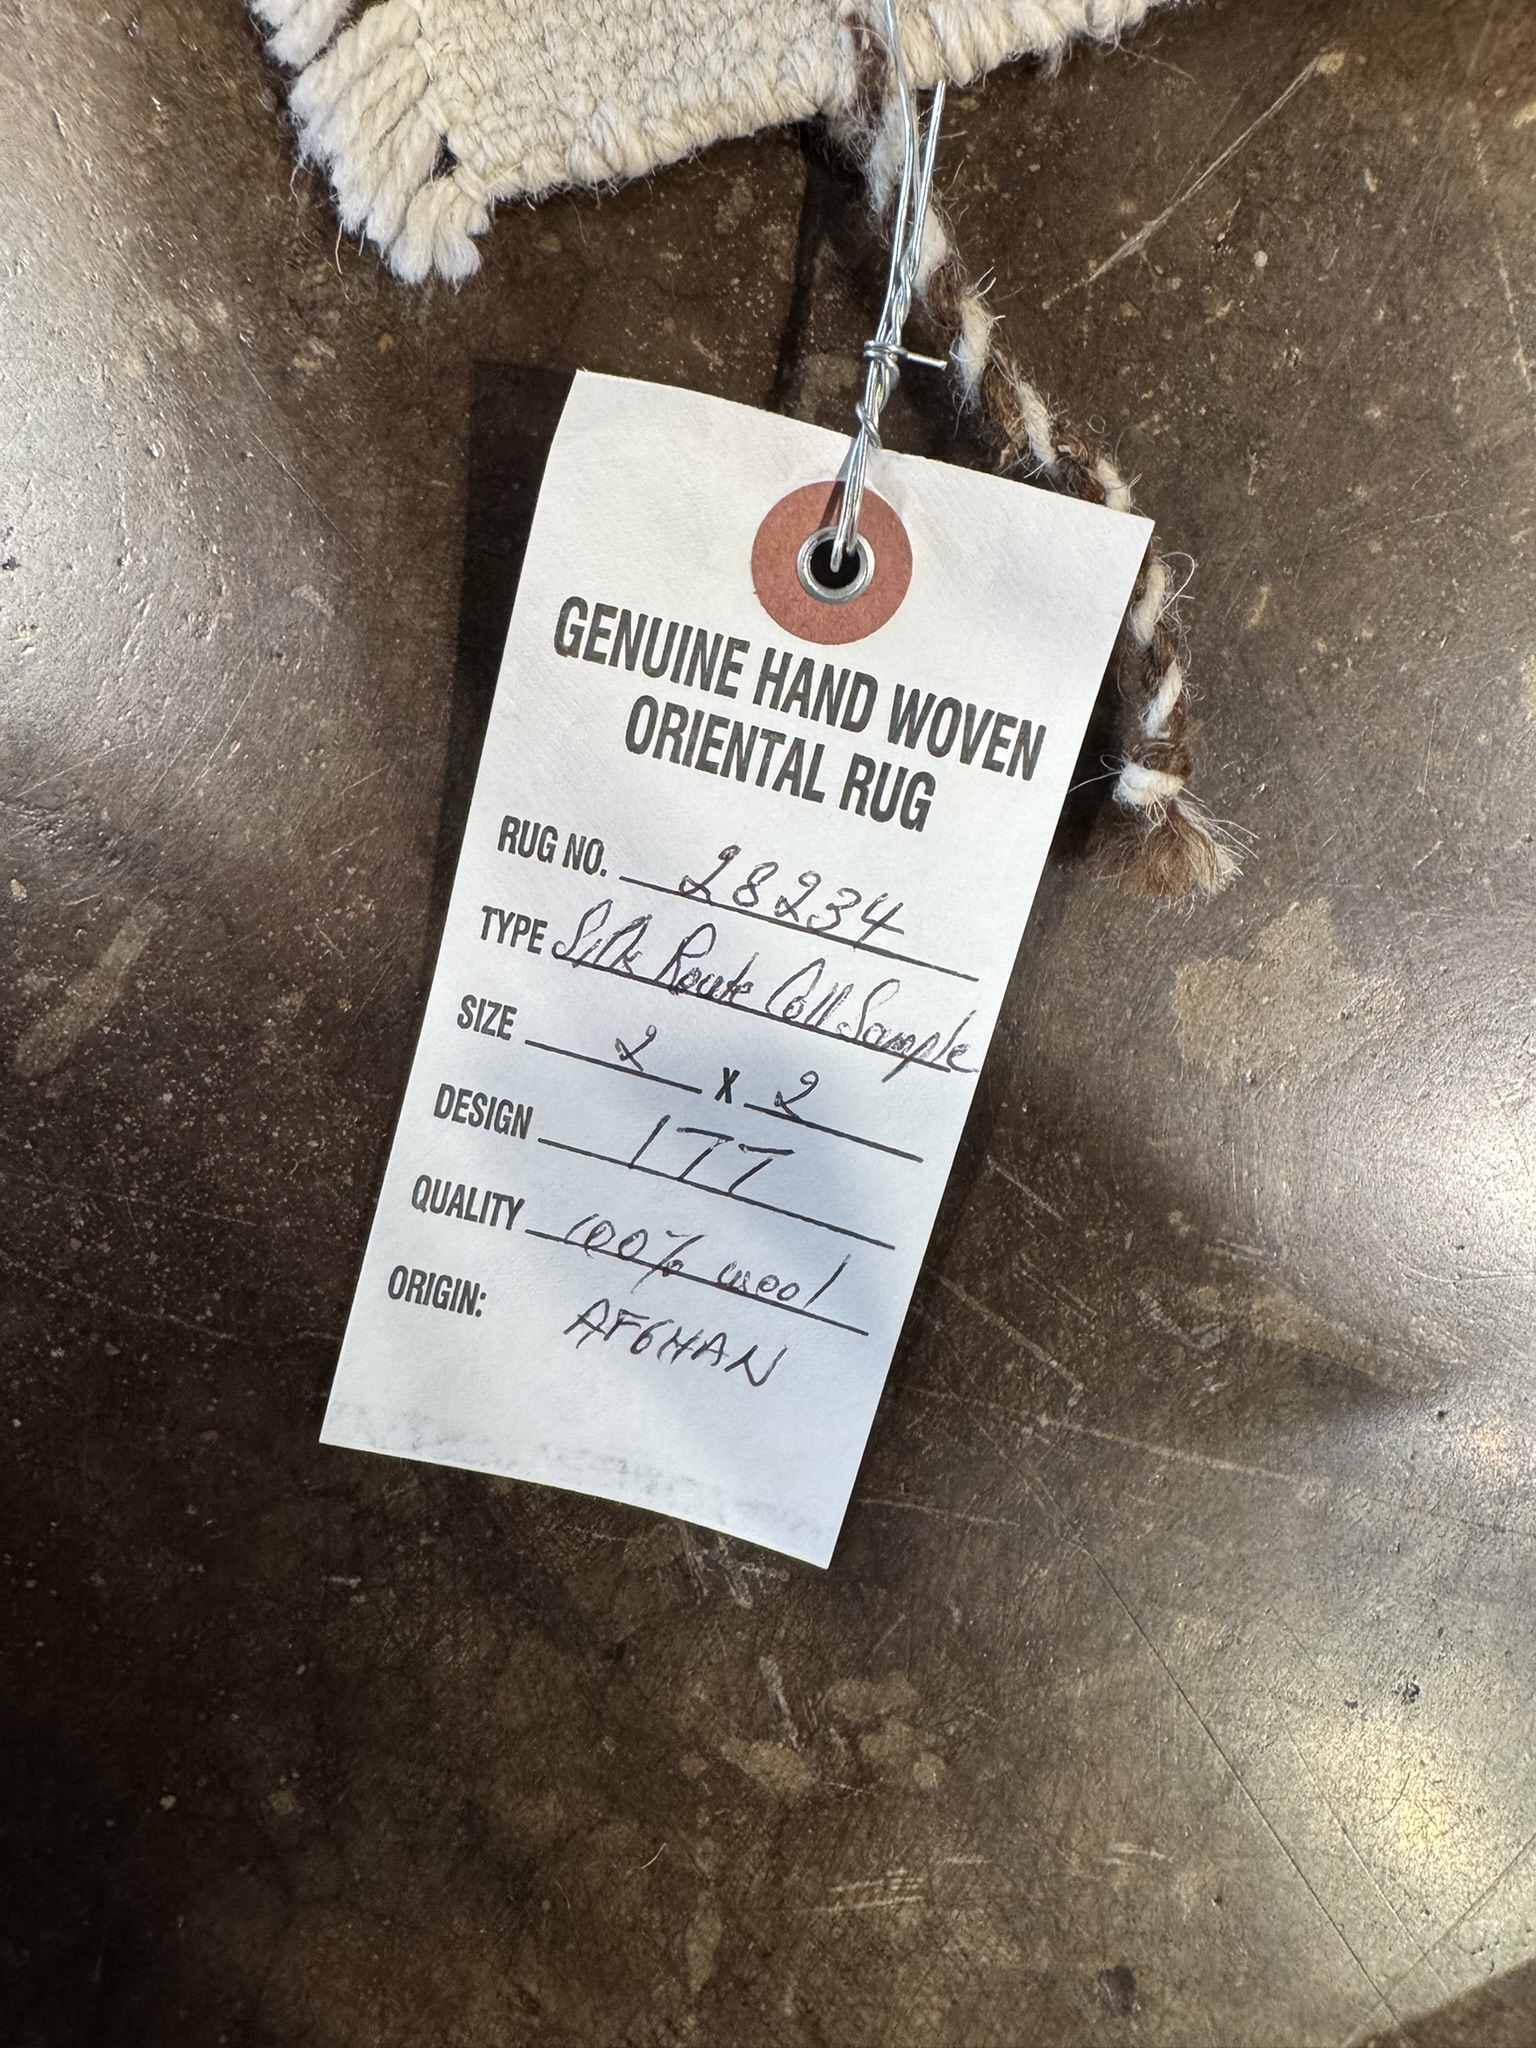 GENUINE HAND WOVEN
ORIENTAL RUG
RUG NO. 28234
TYPE Silk Route Coll Sample
SIZE 2 X 2
DESIGN 177
QUALITY 100% wool
ORIGIN: AFGHAN